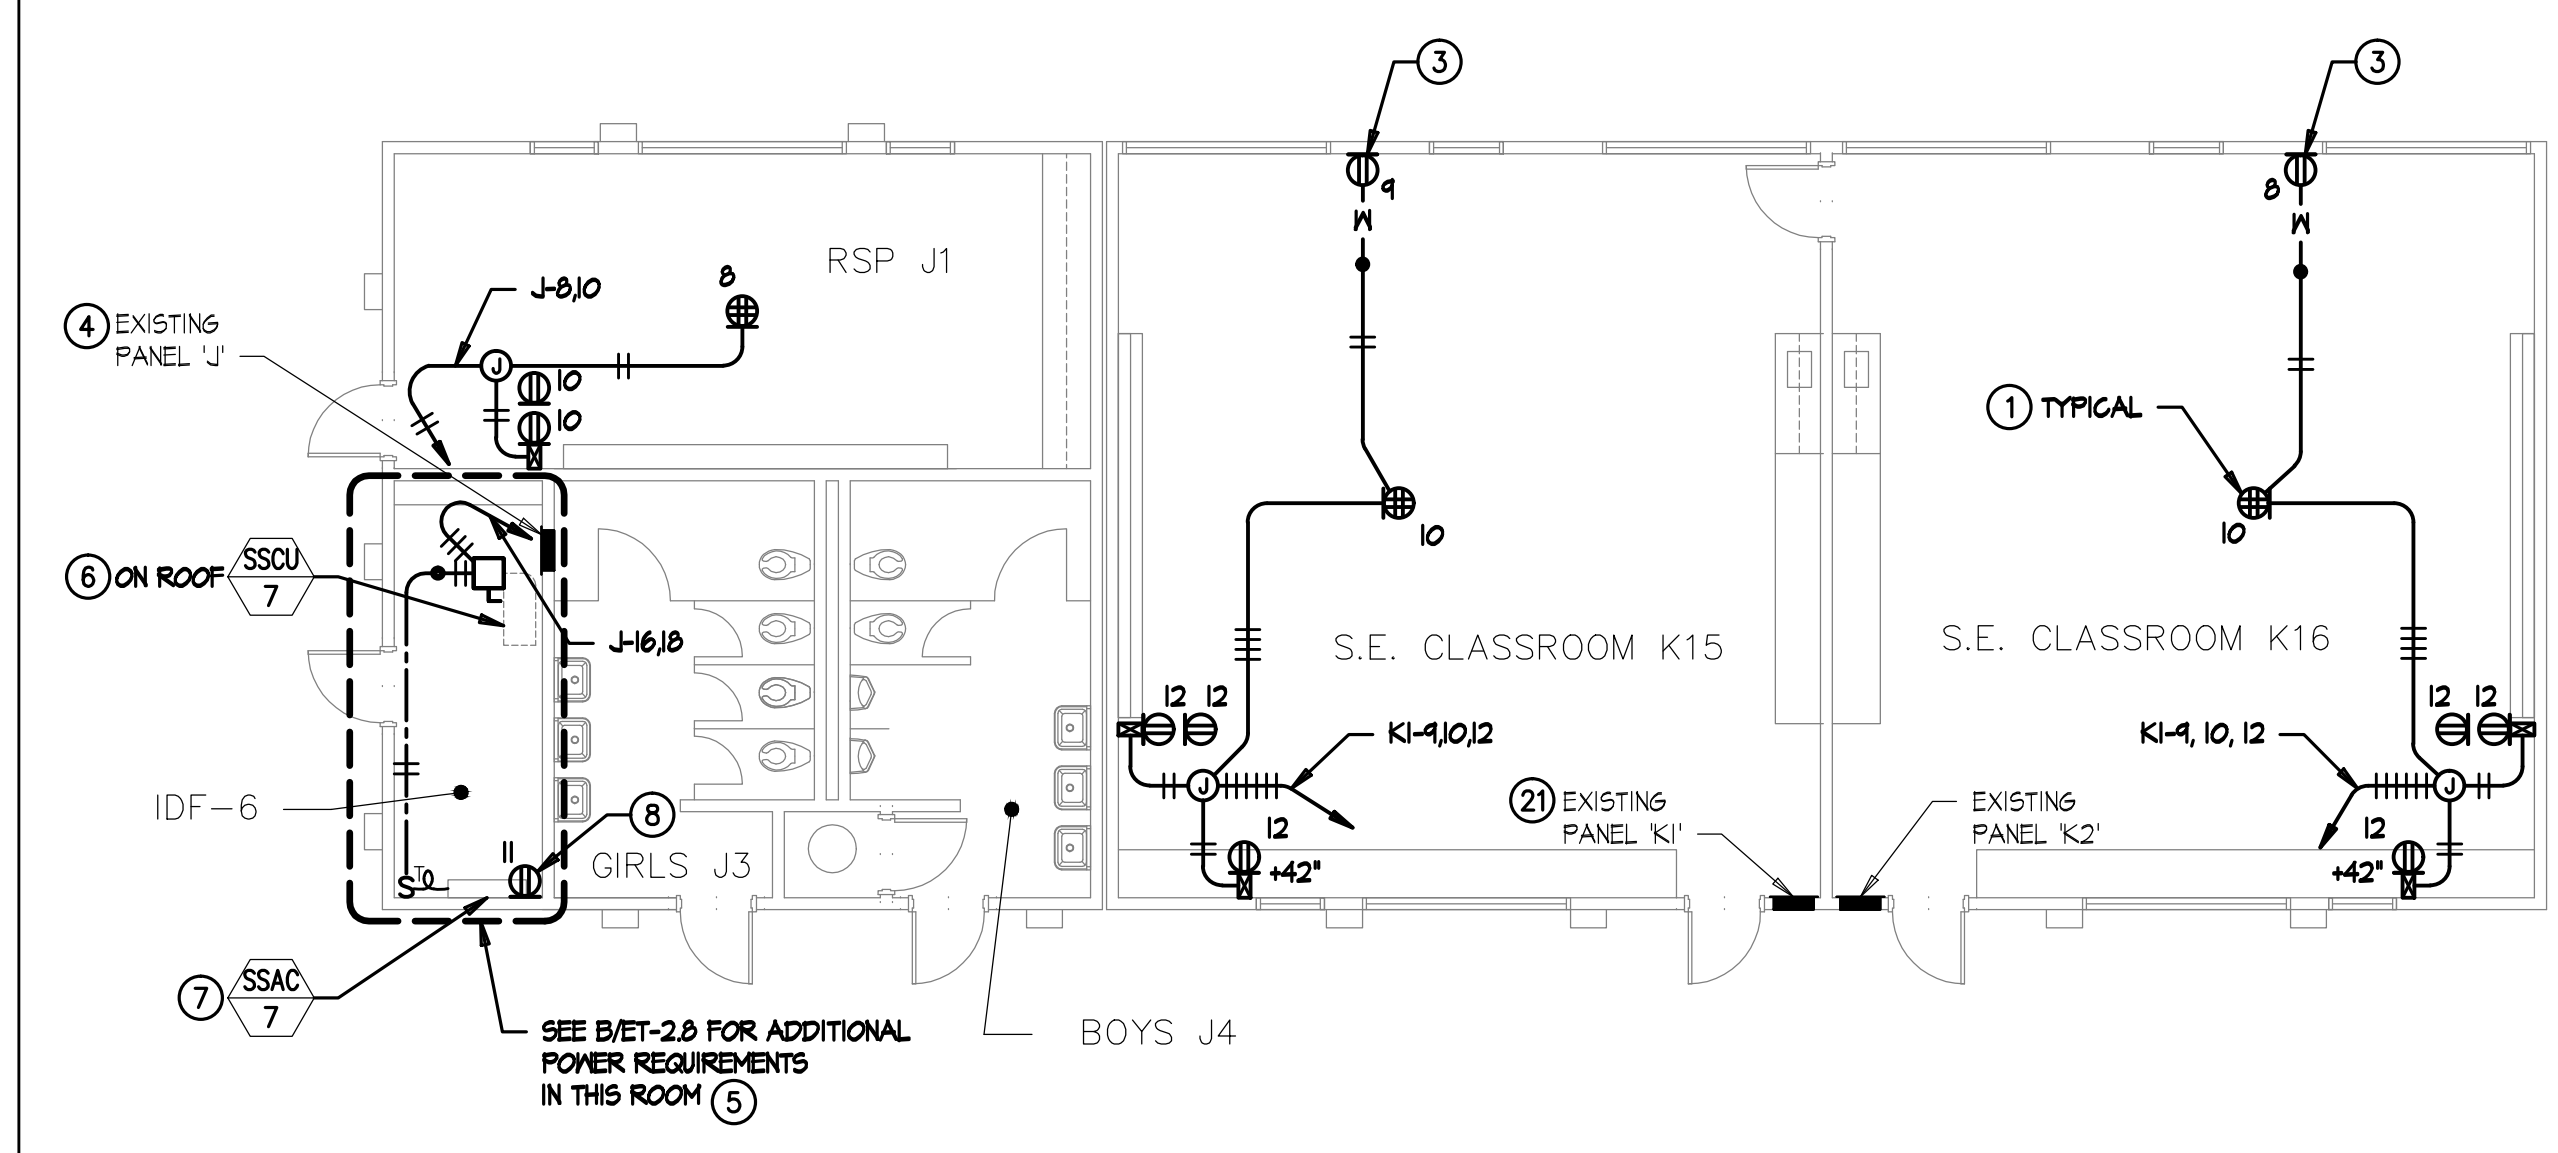 3
3
9
8
W
W
RSP J1
8
J-8,10
4 EXISTING
PANEL 'J'
J
10
10
1 TYPICAL
10
10
6 ON ROOF
SSCU
7
J-16,18
S.E. CLASSROOM K15
S.E. CLASSROOM K16
12 12
12 12
K1-9,10,12
K1-9, 10, 12
J
J
IDF-6
8
21 EXISTING
PANEL 'K1'
EXISTING
PANEL 'K2'
12
+42"
12
+42"
11
GIRLS J3
S
T
7
SSAC
7
SEE B/ET-2.8 FOR ADDITIONAL
POWER REQUIREMENTS
IN THIS ROOM 5
BOYS J4